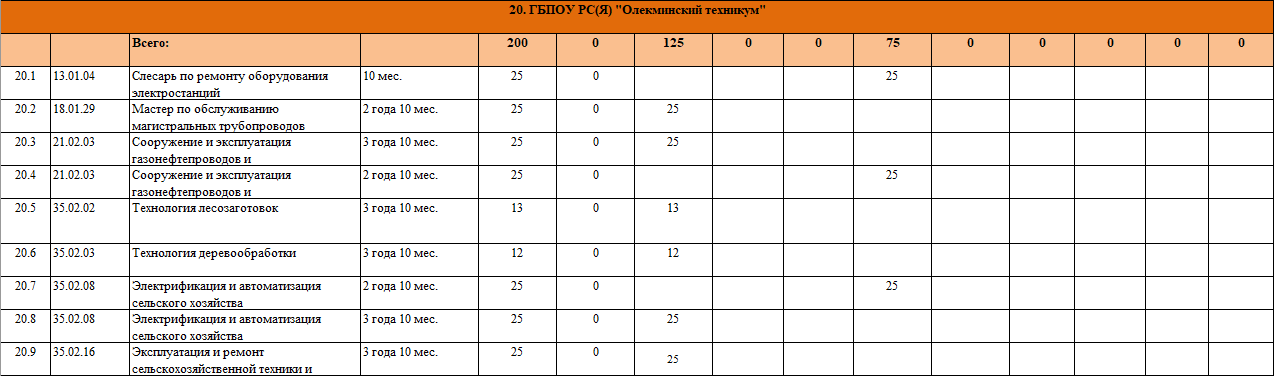 20. ГБПОУ РС(Я) "Олекминский техникум"
Всего: 200 0 125 0 0 75 0 0 0 0 0
20.1 13.01.04 Слесарь по ремонту оборудования 10 мес. 25 0 25
электростанций
20.2 18.01.29 Мастер по обслуживанию 2 года 10 мес. 25 0 25
магистральных трубопроводов
20.3 21.02.03 Сооружение и эксплуатация 3 года 10 мес. 25 0 25
газонефтепроводов и
20.4 21.02.03 Сооружение и эксплуатация 2 года 10 мес. 25 0 25
газонефтепроводов и
20.5 35.02.02 Технология лесозаготовок 3 года 10 мес. 13 0 13
20.6 35.02.03 Технология деревообработки 3 года 10 мес. 12 0 12
20.7 35.02.08 Электрификация и автоматизация 2 года 10 мес. 25 0 25
сельского хозяйства
20.8 35.02.08 Электрификация и автоматизация 3 года 10 мес. 25 0 25
сельского хозяйства
20.9 35.02.16 Эксплуатация и ремонт 3 года 10 мес. 25 0 25
сельскохозяйственной техники и